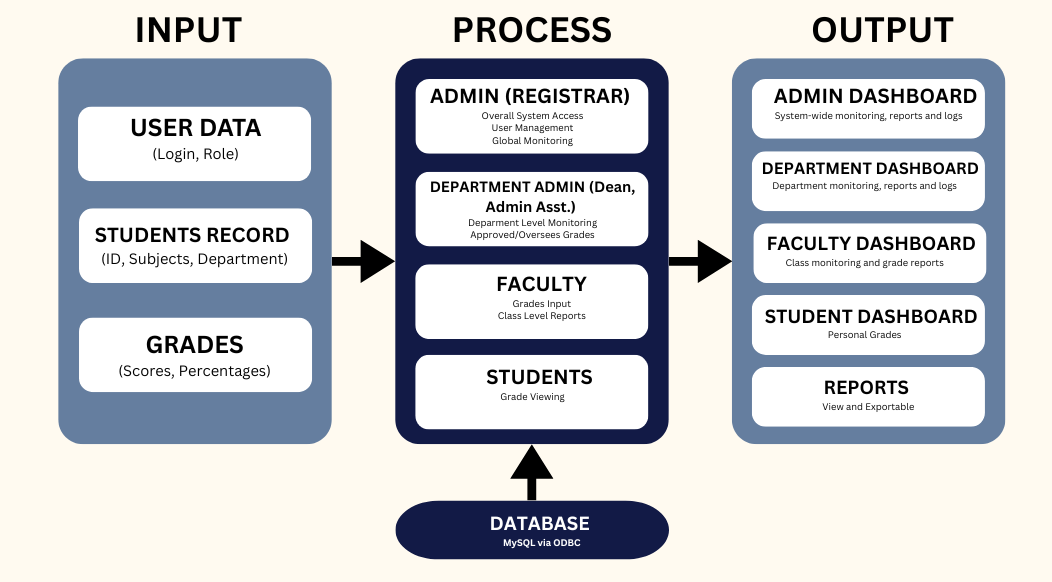 INPUT
USER DATA
(Login, Role)
STUDENTS RECORD
(ID, Subjects, Department)
GRADES
(Scores, Percentages)
PROCESS
ADMIN (REGISTRAR)
Overall System Access
User Management
Global Monitoring
DEPARTMENT ADMIN (Dean,
Admin Asst.)
Deparment Level Monitoring
Approved/Oversees Grades
FACULTY
Grades Input
Class Level Reports
STUDENTS
Grade Viewing
DATABASE
MySQL via ODBC
OUTPUT
ADMIN DASHBOARD
System-wide monitoring, reports and logs
DEPARTMENT DASHBOARD
Department monitoring, reports and logs
FACULTY DASHBOARD
Class monitoring and grade reports
STUDENT DASHBOARD
Personal Grades
REPORTS
View and Exportable